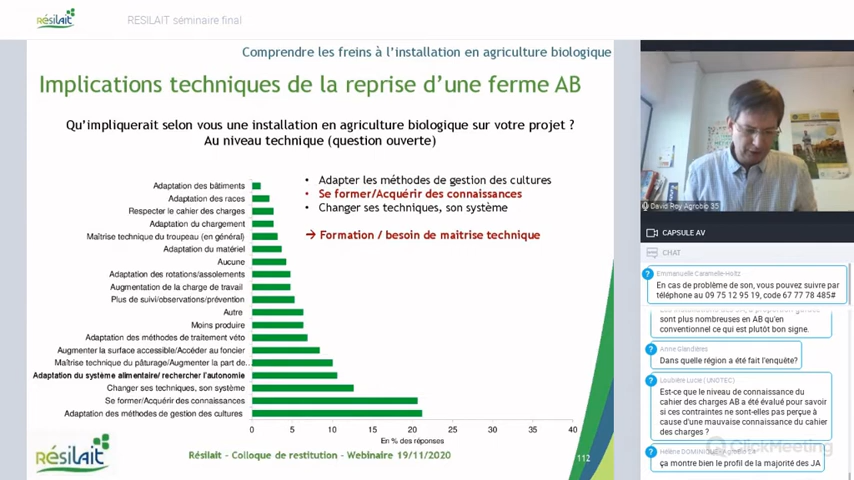 Résilait
RESILAIT séminaire final
Comprendre les freins à l'installation en agriculture biologique
Implications techniques de la reprise d'une ferme AB
Qu'impliquerait selon vous une installation en agriculture biologique sur votre projet ?
Au niveau technique (question ouverte)
• Adapter les méthodes de gestion des cultures
• Se former/Acquérir des connaissances
• Changer ses techniques, son système
→ Formation / besoin de maitrise technique
Adaptation des bâtiments
Adaptation des races
Respecter le cahier des charges
Adaptation du chargement
Maîtrise technique du troupeau (en général)
Adaptation du matériel
Aucune
Adaptation des rotations/assolements
Augmentation de la charge de travail
Plus de suivi/observations/prévention
Autre
Moins produire
Adaptation des méthodes de traitement véto
Augmenter la surface accessible/Accéder au foncier
Maîtrise technique du pâturage/Augmenter la part de…
Adaptation du système alimentaire/ rechercher l'autonomie
Changer ses techniques, son système
Se former/Acquérir des connaissances
Adaptation des méthodes de gestion des cultures
0 5 10 15 20 25 30 35 40
En % des réponses
Résilait
Résilait - Colloque de restitution - Webinaire 19/11/2020
112
David Roy Agrobio 35
CAPSULE AV
CHAT
Emmanuelle Caramelle-Holtz
En cas de problème de son, vous pouvez suivre par
téléphone au 09 75 12 95 19, code 67 77 78 485#
sont plus nombreuses en AB qu'en
conventionnel ce qui est plutôt bon signe.
Anne Glandières
Dans quelle région a été fait l'enquête?
Loubière Lucie (UNOTEC)
Est-ce que le niveau de connaissance du
cahier des charges AB a été évalué pour savoir
si ces contraintes ne sont-elles pas perçue à
cause d'une mauvaise connaissance du cahier
des charges ?
ClickMeeting
Hélène DOMINIQUE - Agrobio
ça montre bien le profil de la majorité des JA